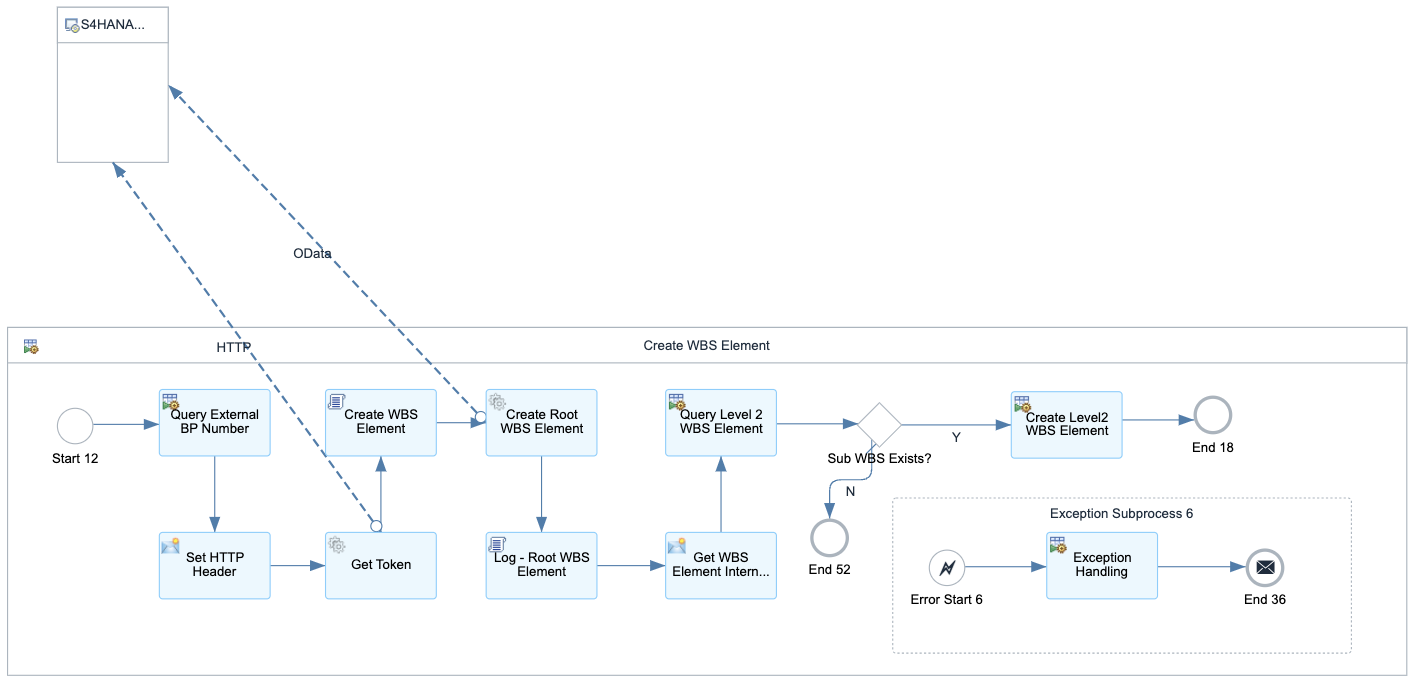 S4HANA...
OData
HTTP
Create WBS Element
Query External
BP Number
Create WBS
Element
Create Root
WBS Element
Query Level 2
WBS Element
Create Level2
WBS Element
Start 12
Sub WBS Exists?
Y
End 18
N
Set HTTP
Header
Get Token
Log - Root WBS
Element
Get WBS
Element Intern...
End 52
Exception Subprocess 6
Exception
Handling
Error Start 6
End 36